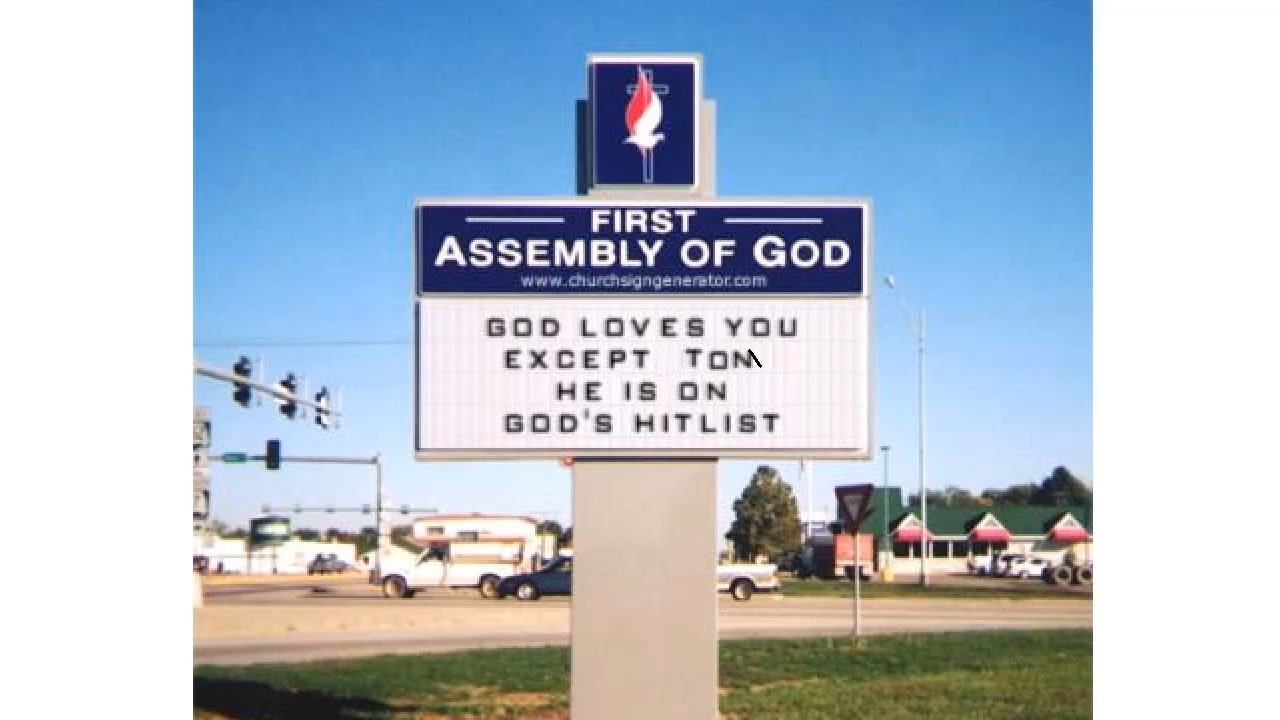 FIRST
ASSEMBLY OF GOD
www.churchsigngenerator.com
GOD LOVES YOU
EXCEPT
HE IS ON
GOD'S HITLIST